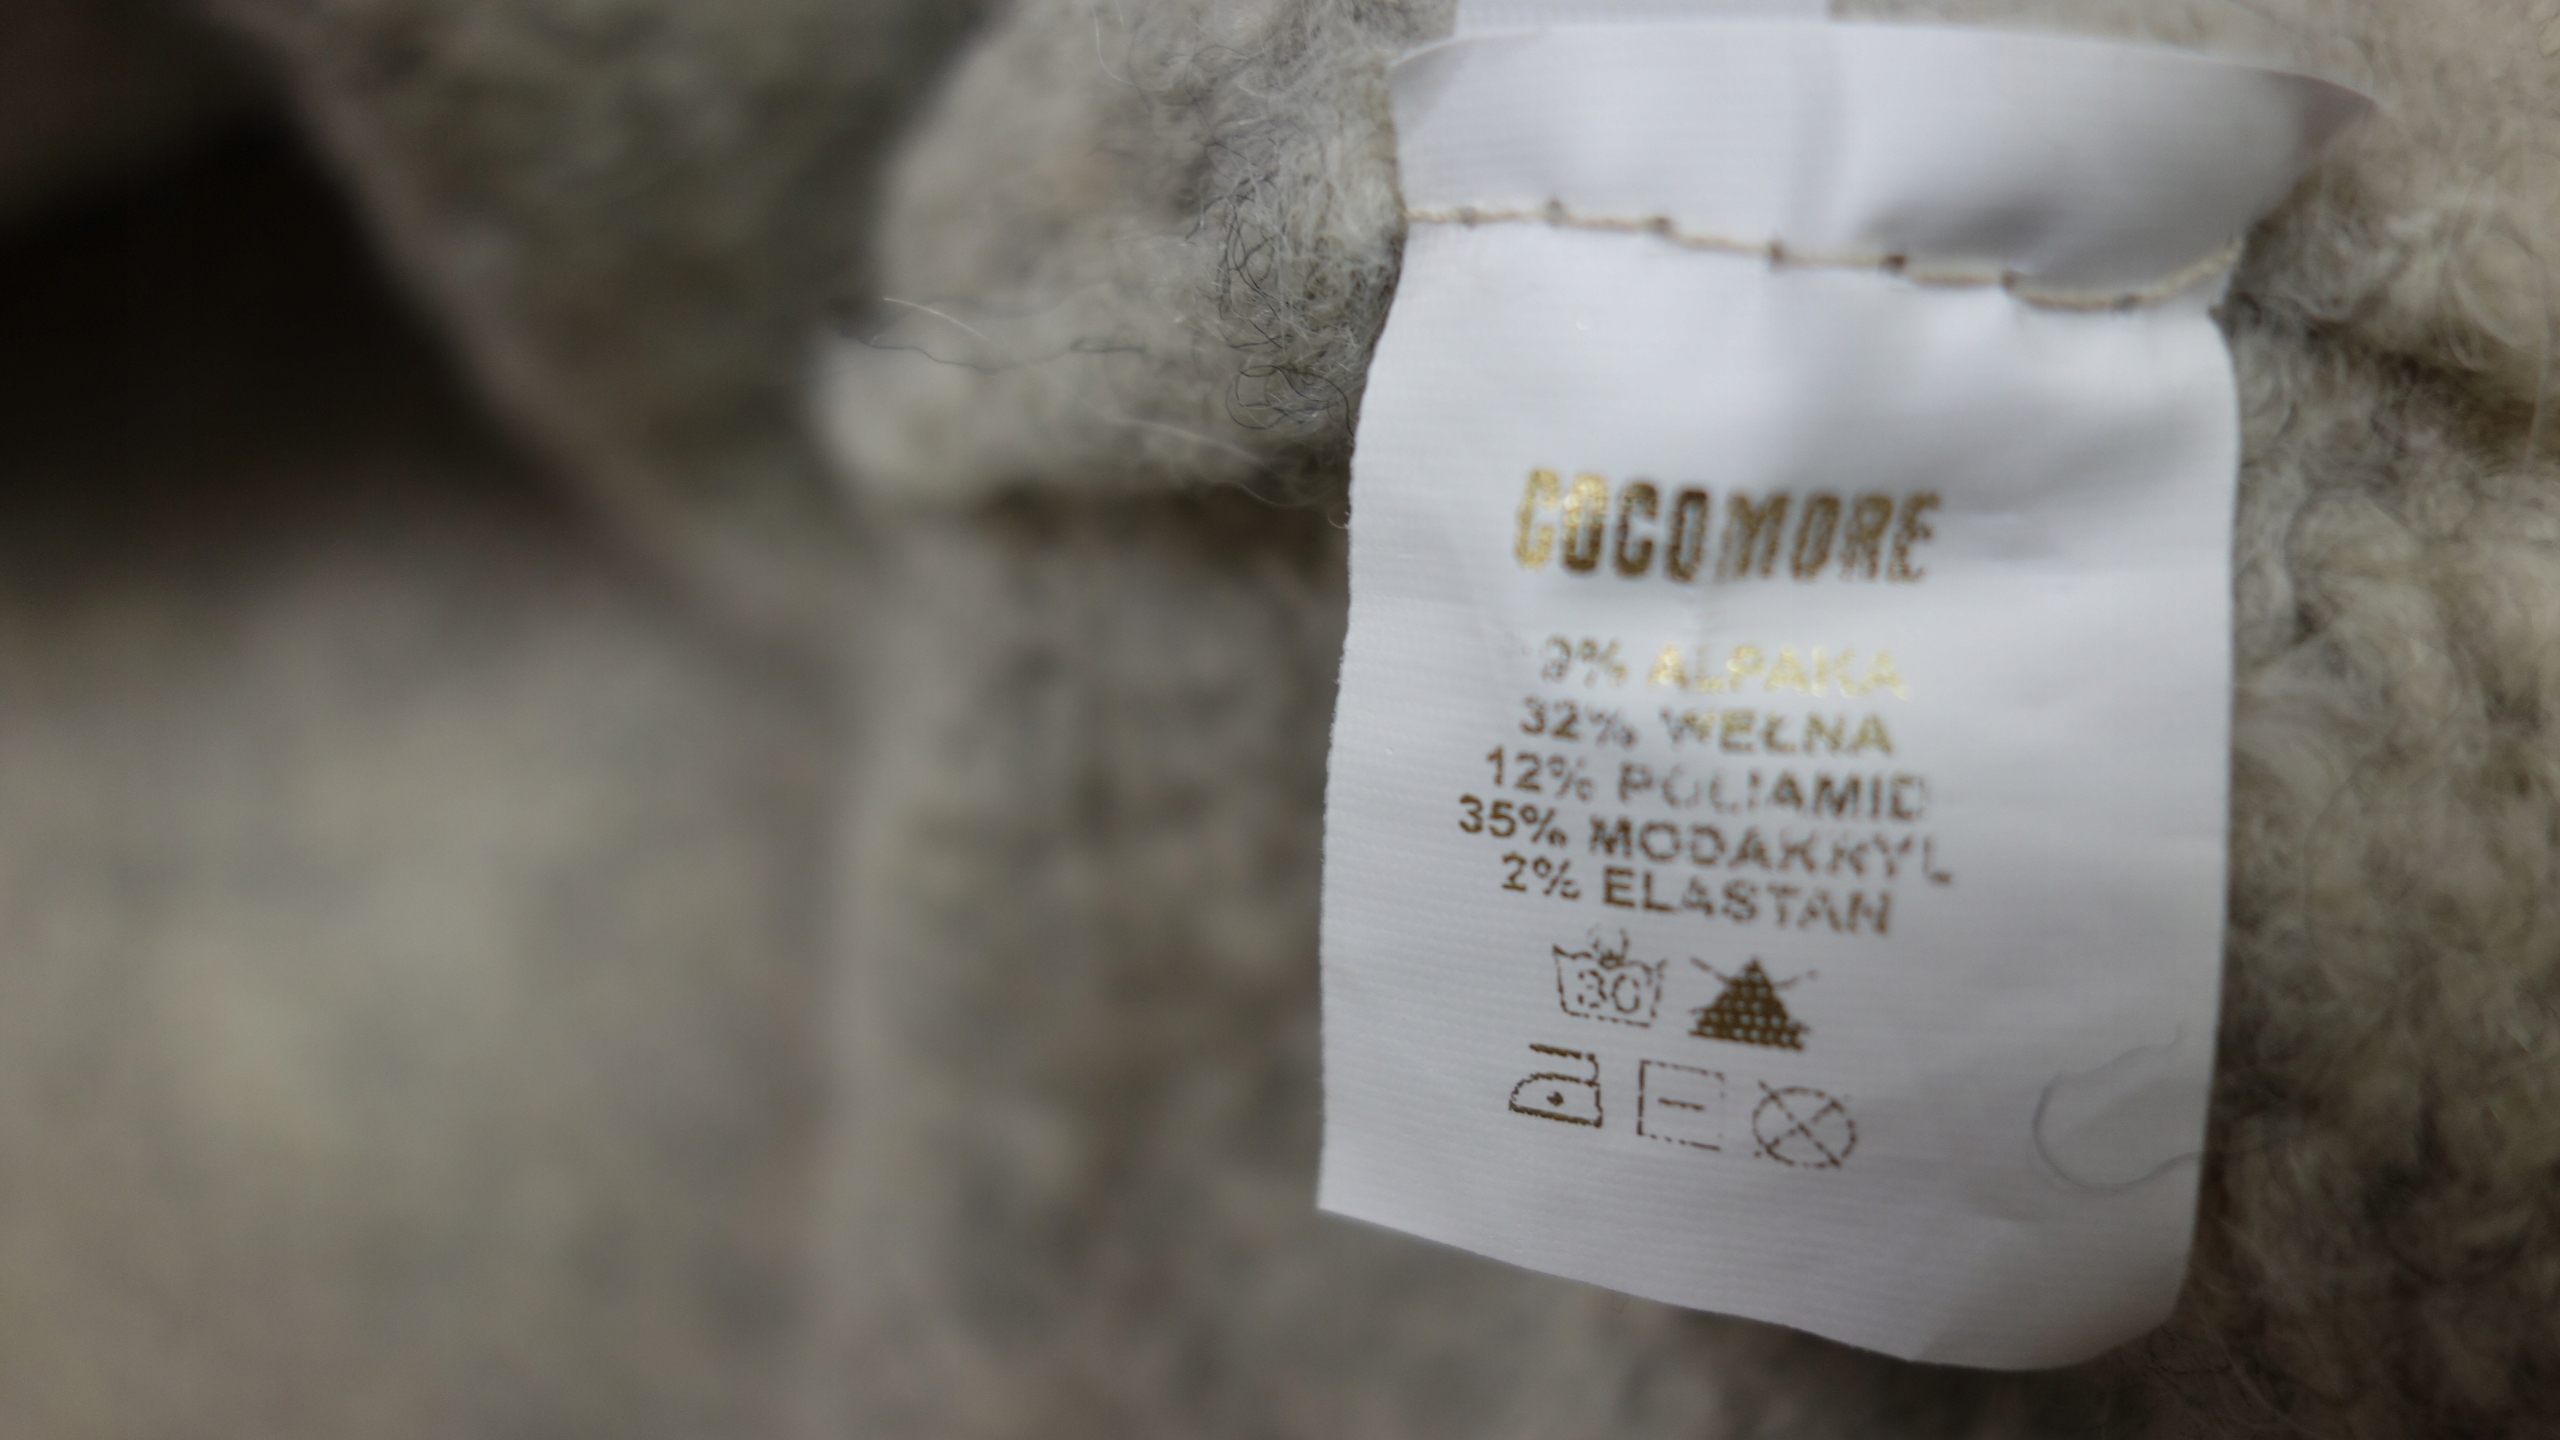 COCOMORE
9% ALPAKA
32% WEŁNA
12% POLIAMID
35% MODAKRYL
2% ELASTAN
30